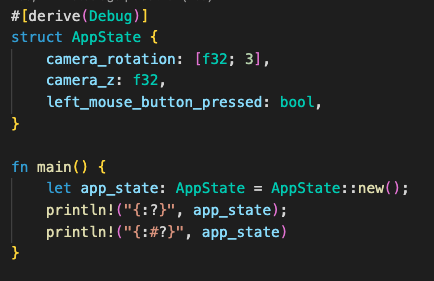 #[derive(Debug)]
struct AppState {
    camera_rotation: [f32; 3],
    camera_z: f32,
    left_mouse_button_pressed: bool,
}

fn main() {
    let app_state: AppState = AppState::new();
    println!("{:?}", app_state);
    println!("{:#?}", app_state)
}